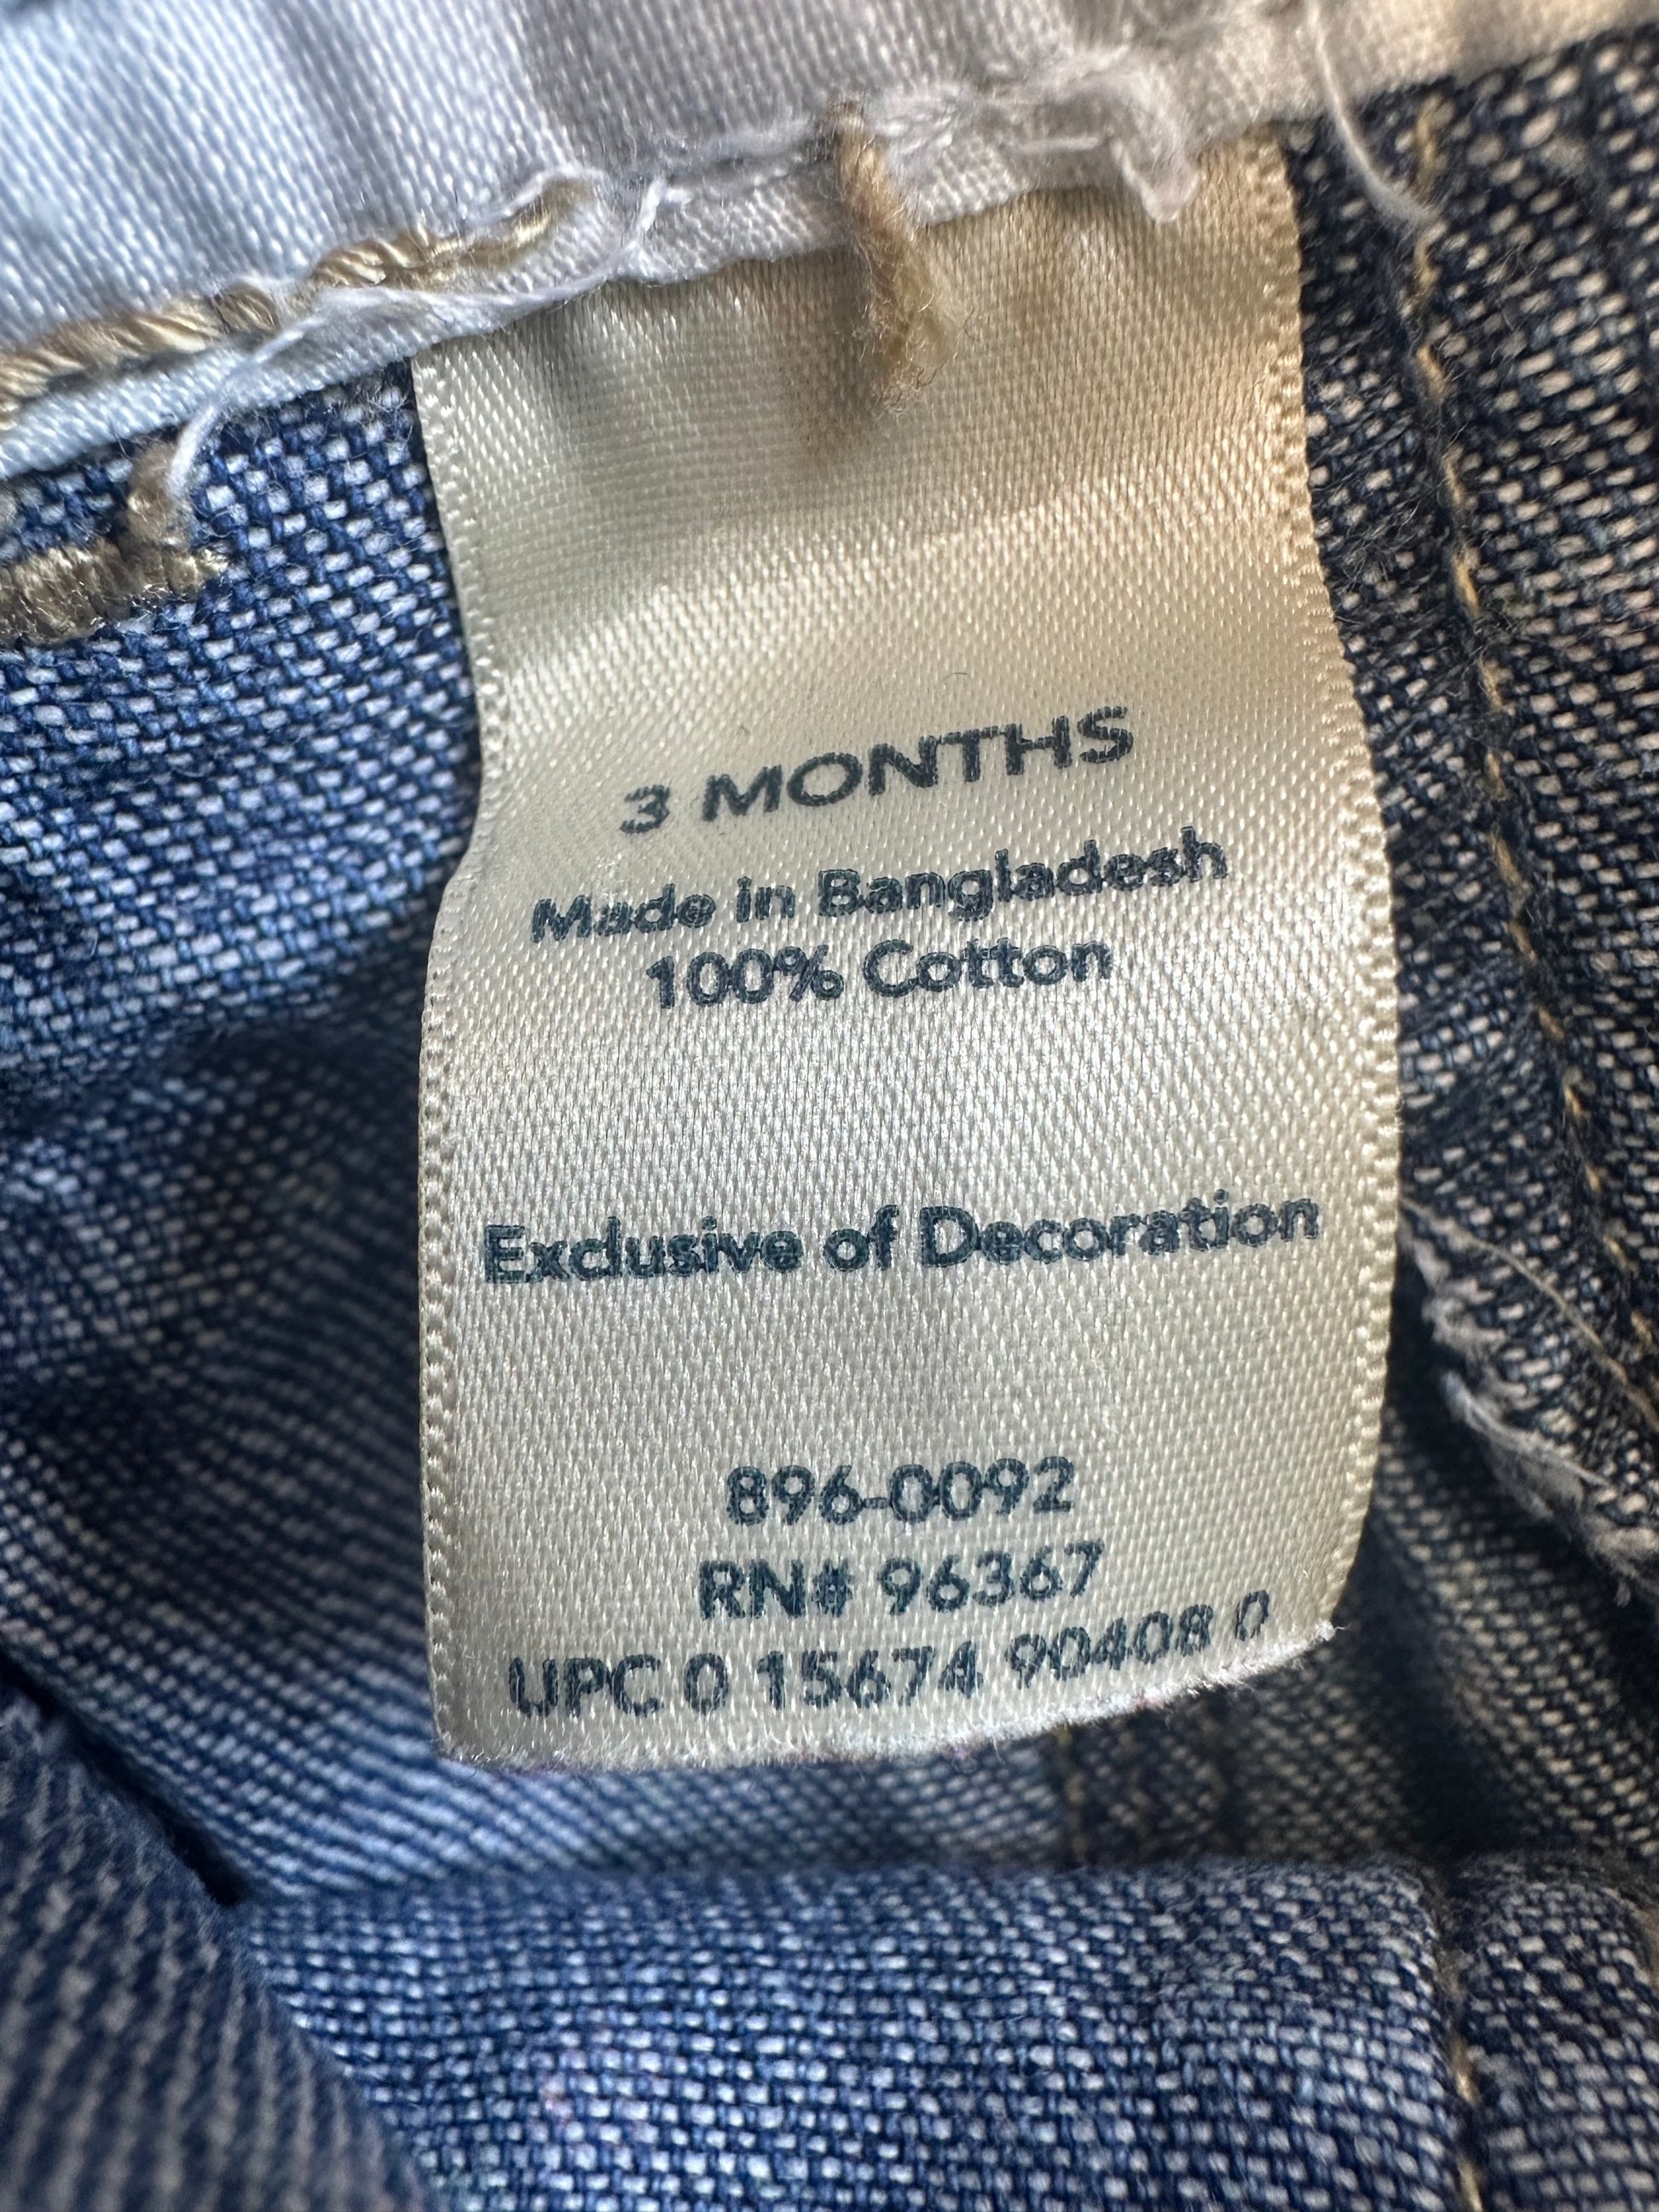 3 MONTHS
Made in Bangladesh
100% Cotton
Exclusive of Decoration
896-0092
RN# 96367
UPC 0 15674 90408 0